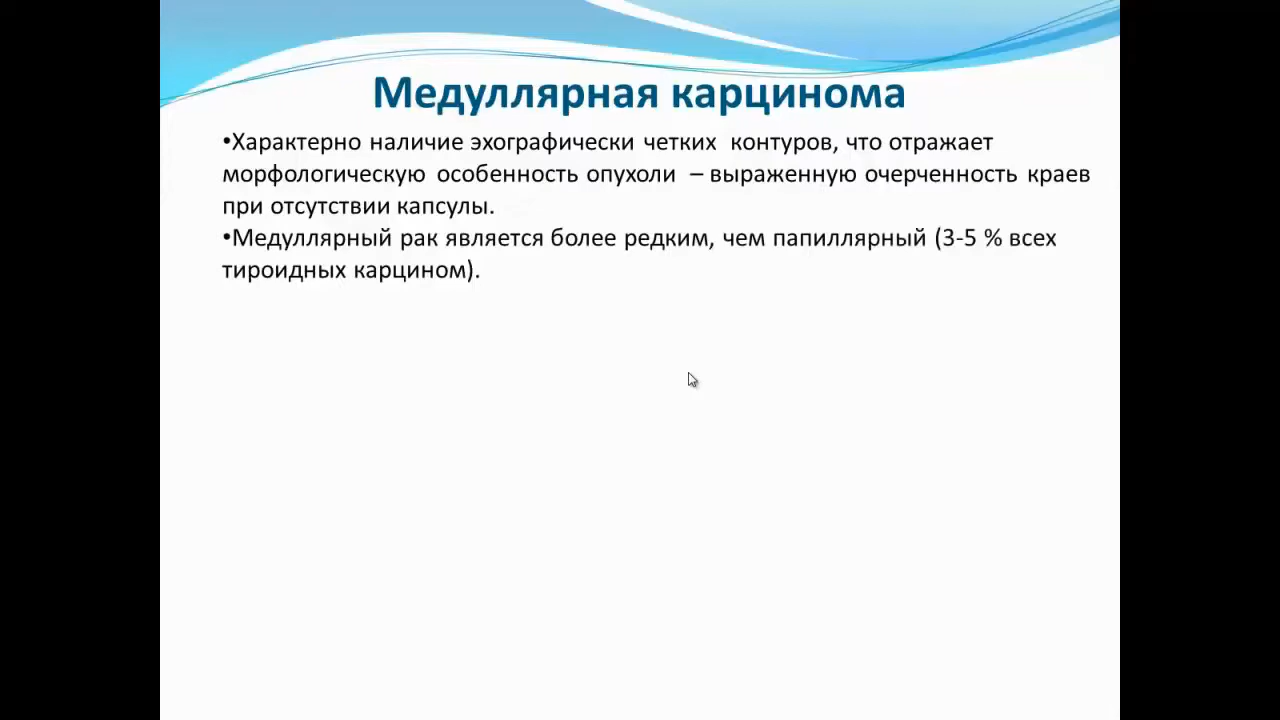 Медуллярная карцинома
•Характерно наличие эхографически четких контуров, что отражает
морфологическую особенность опухоли – выраженную очерченность краев
при отсутствии капсулы.
•Медуллярный рак является более редким, чем папиллярный (3-5 % всех
тироидных карцином).